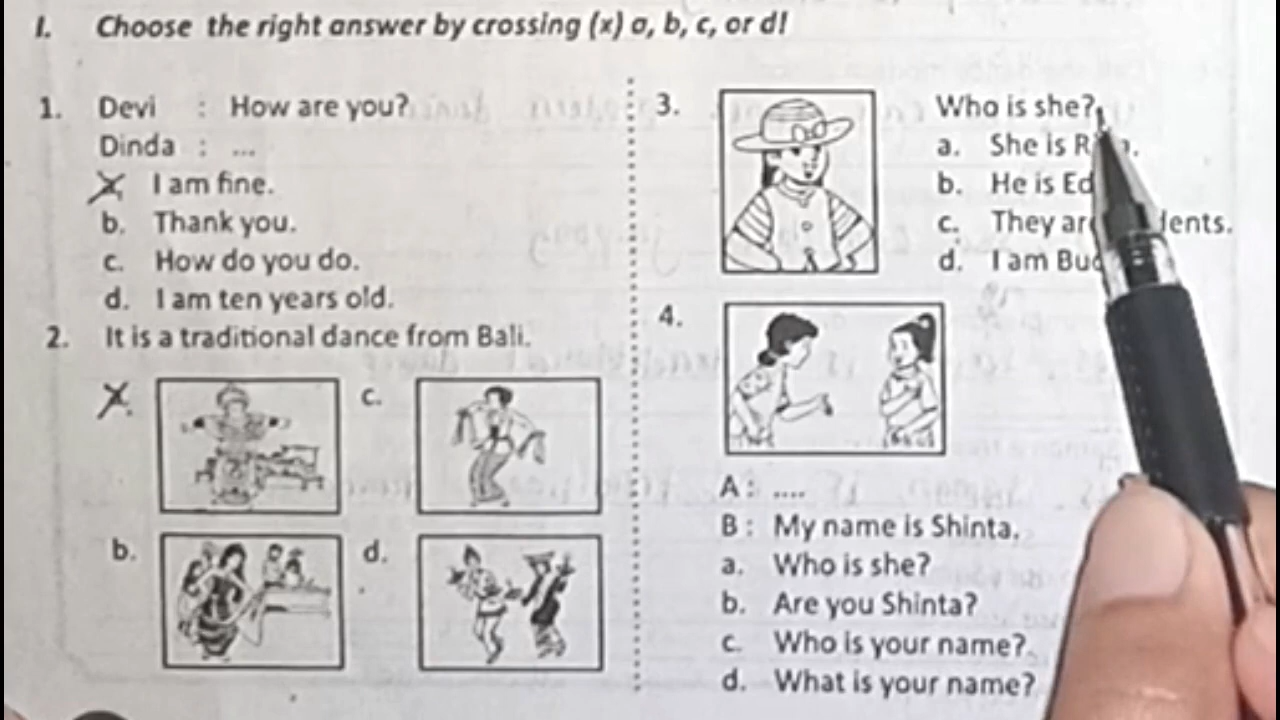 I. Choose the right answer by crossing (x) a, b, c, or d!
1. Devi : How are you?
Dinda : ...
a. I am fine.
b. Thank you.
c. How do you do.
d. I am ten years old.
2. It is a traditional dance from Bali.
a. c.
b. d.
3. Who is she?
a. She is
b. He is
c. They
d. I am
4.
A : ....
B : My name is Shinta.
a. Who is she?
b. Are you Shinta?
c. Who is your name?
d. What is your name?